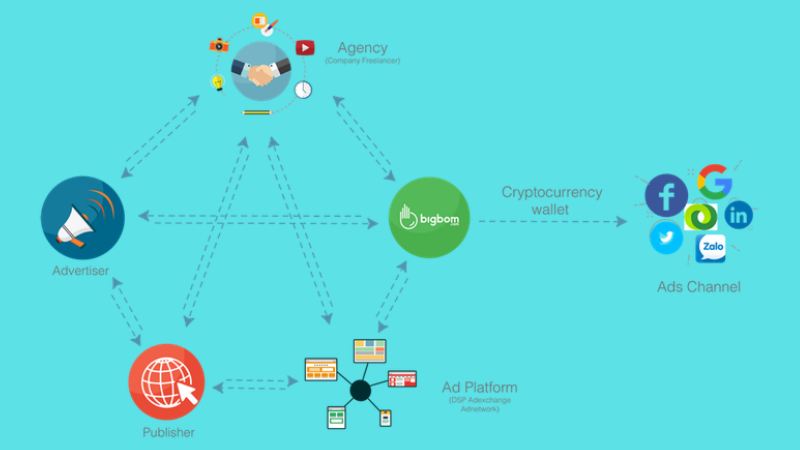 Agency
(Company Freelancer)
bigbom
Cryptocurrency
wallet
Zalo
Ads Channel
Advertiser
Ad Platform
(DSP Adexchange
Adnetwork)
Publisher